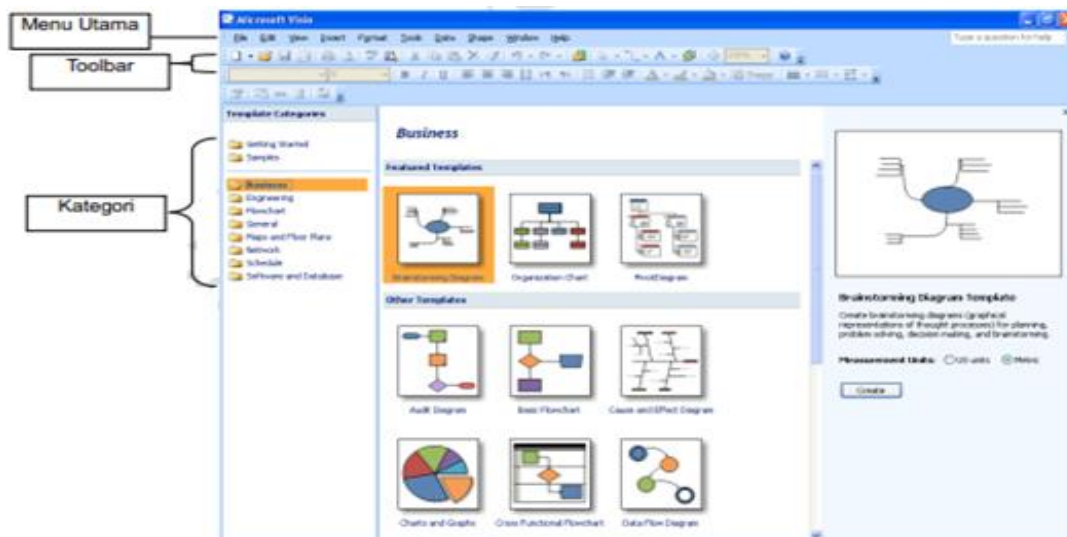 Menu Utama
Microsoft Visio
File Edit View Insert Format Tools Data Shape Window Help
Type a question for help
Toolbar
Template Categories
Getting Started
Samples
Kategori
Business
Engineering
Flowchart
General
Maps and Floor Plans
Network
Schedule
Software and Database
Business
Featured Templates
Brainstorming Diagram
Organization Chart
PivotDiagram
Other Templates
Audit Diagram
Basic Flowchart
Cause and Effect Diagram
Charts and Graphs
Cross Functional Flowchart
Data Flow Diagram
Brainstorming Diagram Template
Create brainstorming diagrams (graphical
representations of thought processes) for planning,
problem solving, decision making, and brainstorming.
Measurement Units: US units Metric
Create